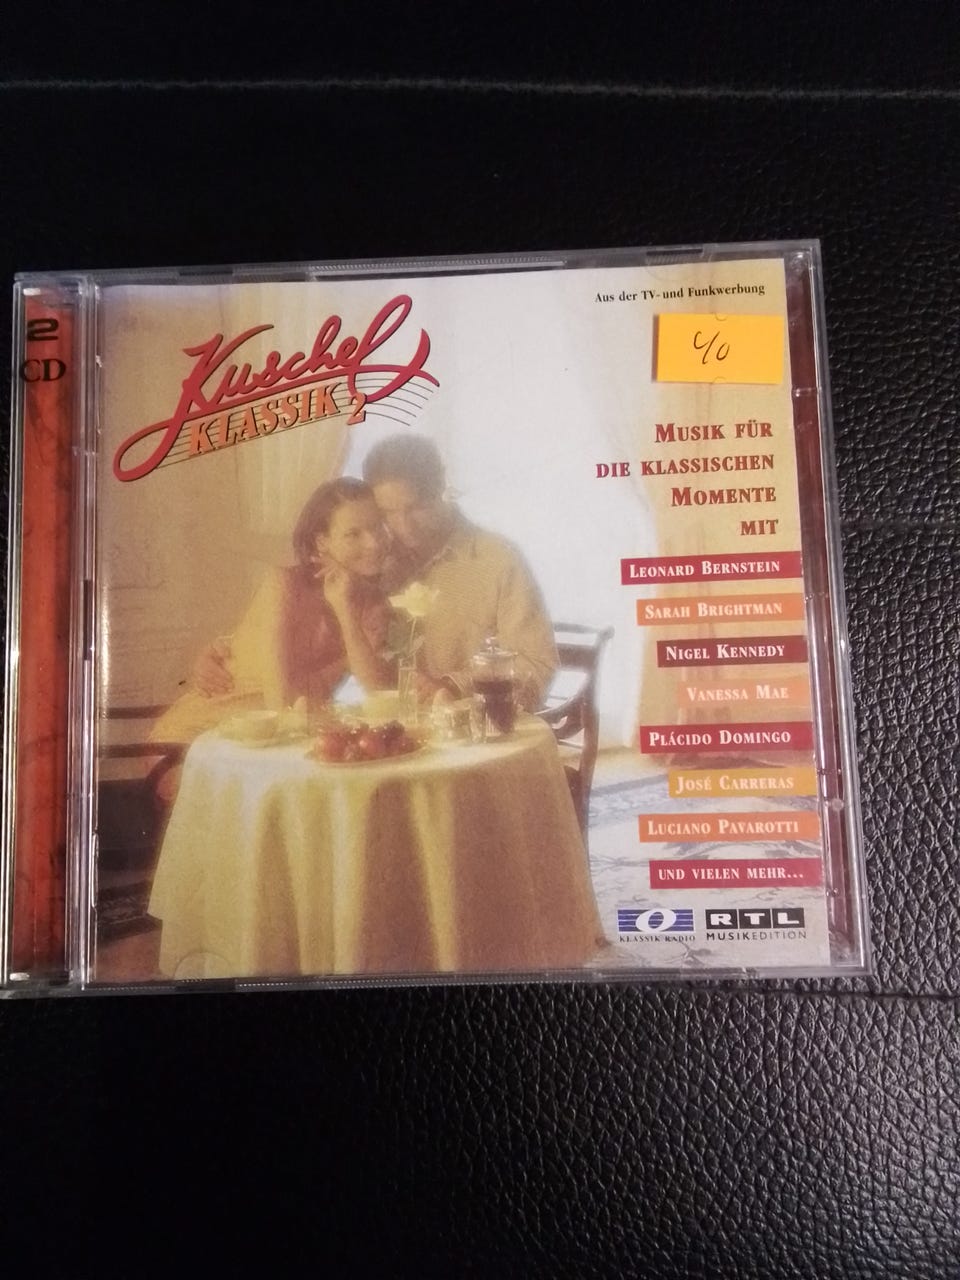 2
CD
Aus der TV- und Funkwerbung
40
Kuschel
KLASSIK 2
MUSIK FÜR
DIE KLASSISCHEN
MOMENTE
MIT
LEONARD BERNSTEIN
SARAH BRIGHTMAN
NIGEL KENNEDY
VANESSA MAE
PLÁCIDO DOMINGO
JOSÉ CARRERAS
LUCIANO PAVAROTTI
UND VIELEN MEHR...
KLASSIK RADIO
RTL
MUSIKEDITION